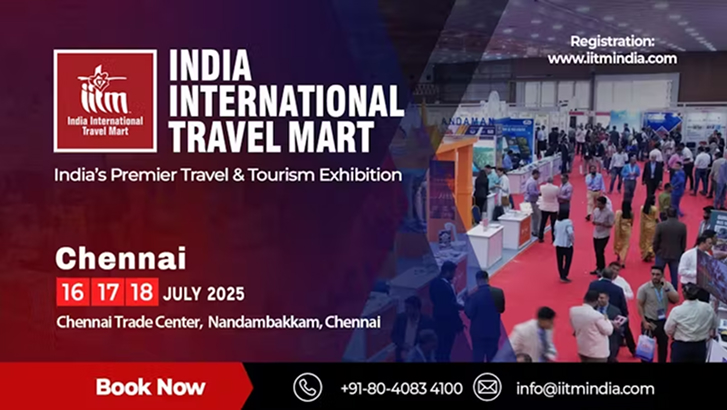 Registration:
www.iitmindia.com
iitm
India International
Travel Mart
INDIA
INTERNATIONAL
TRAVEL MART
India's Premier Travel & Tourism Exhibition
ANDAMAN
Chennai
16 17 18 JULY 2025
Chennai Trade Center, Nandambakkam, Chennai
Book Now
+91-80-4083 4100
info@iitmindia.com